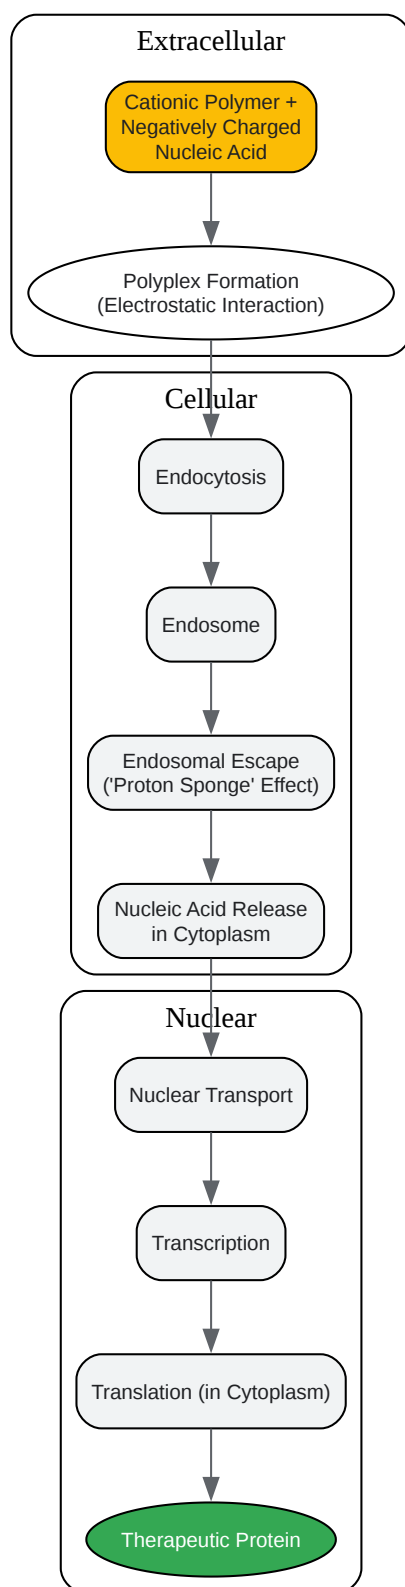 Extracellular
Cationic Polymer +
Negatively Charged
Nucleic Acid
Polyplex Formation
(Electrostatic Interaction)
Cellular
Endocytosis
Endosome
Endosomal Escape
('Proton Sponge' Effect)
Nucleic Acid Release
in Cytoplasm
Nuclear
Nuclear Transport
Transcription
Translation (in Cytoplasm)
Therapeutic Protein